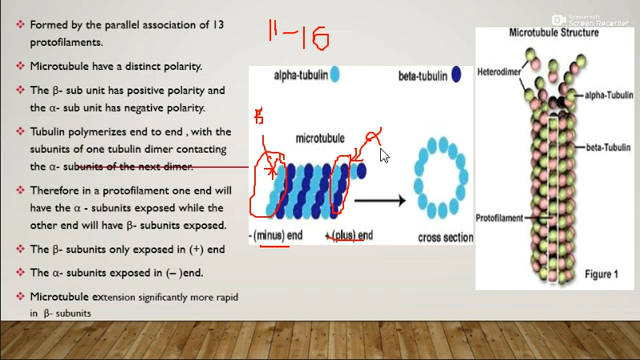 Formed by the parallel association of 13
protofilaments.
Microtubule have a distinct polarity.
The β- sub unit has positive polarity and
the α- sub unit has negative polarity.
Tubulin polymerizes end to end , with the
subunits of one tubulin dimer contacting
the α- subunits of the next dimer.
Therefore in a protofilament one end will
have the α - subunits exposed while the
other end will have β- subunits exposed.
The β- subunits only exposed in (+) end
The α- subunits exposed in (– )end.
Microtubule extension significantly more rapid
in β- subunits
11-16
alpha-tubulin
beta-tubulin
β
microtubule
α
- (minus) end
+ (plus) end
cross section
Screen Recorder
Microtubule Structure
Heterodimer
alpha-Tubulin
beta-Tubulin
Protofilament
Figure 1